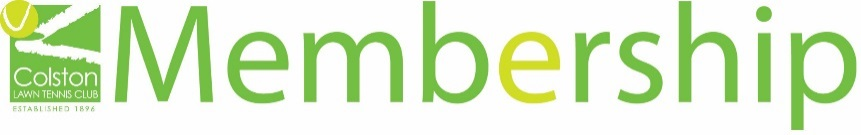 Colston
LAWN TENNIS CLUB
ESTABLISHED 1896
Membership